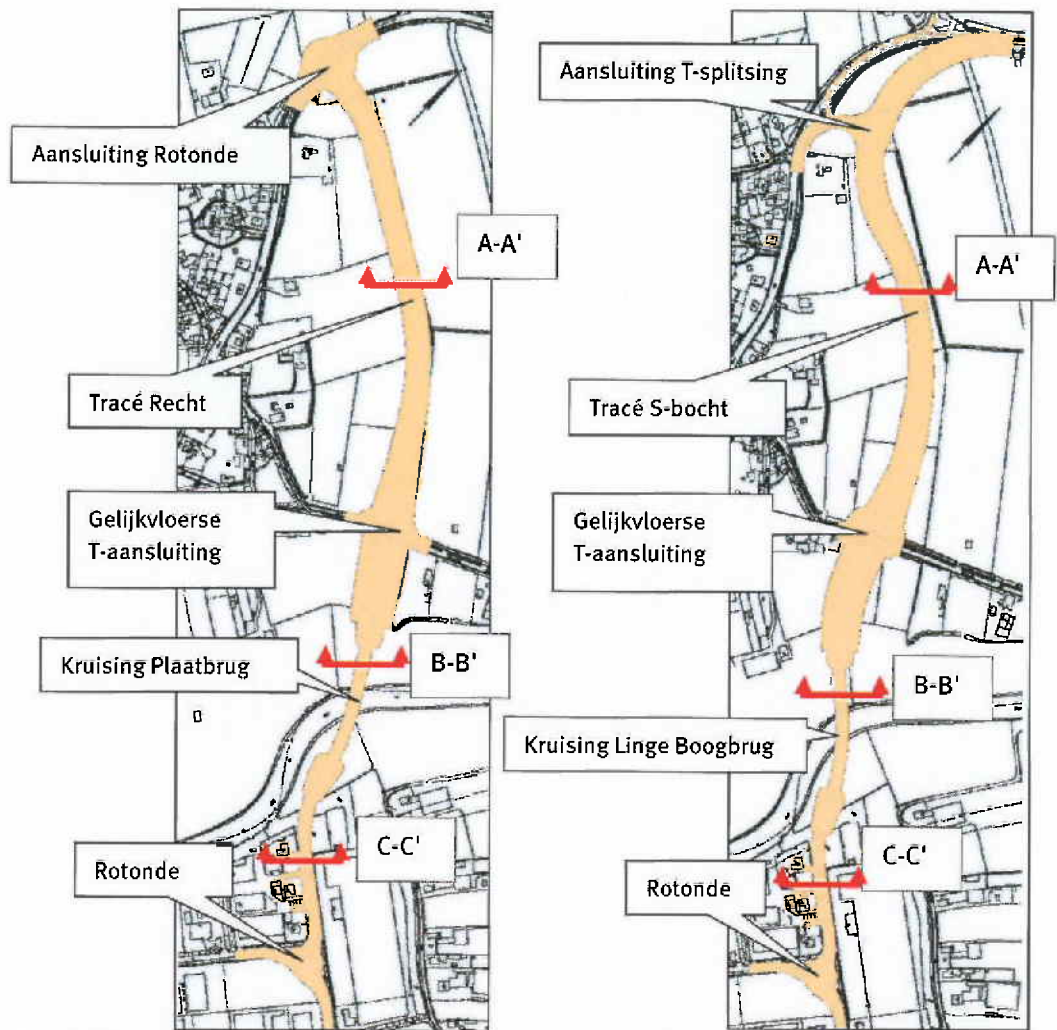 Aansluiting Rotonde
A-A'
Tracé Recht
Gelijkvloerse
T-aansluiting
Kruising Plaatbrug
B-B'
C-C'
Rotonde
Aansluiting T-splitsing
A-A'
Tracé S-bocht
Gelijkvloerse
T-aansluiting
B-B'
Kruising Linge Boogbrug
C-C'
Rotonde